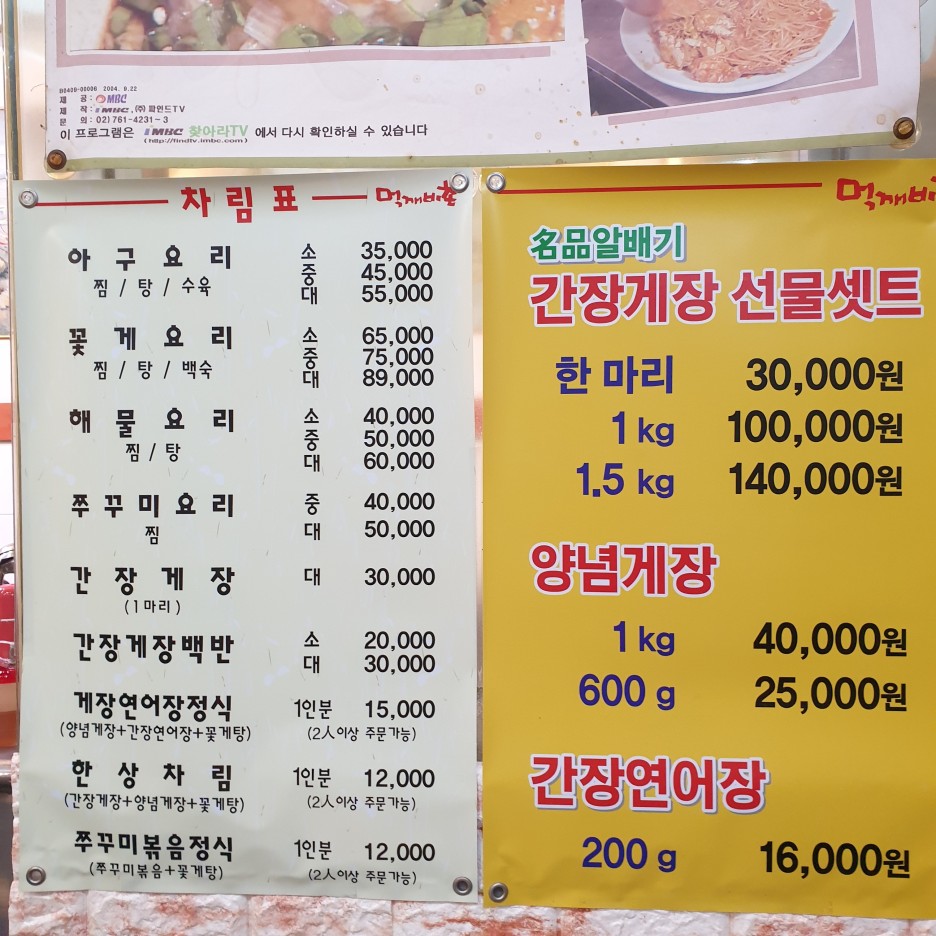 B0409-00006 2004. 9.22
제 공 : MBC
제 작 : iMBC, (주) 파인드TV
문 의 : 02) 761-4231~3
이 프로그램은 iMBC 찾아라TV 에서 다시 확인하실 수 있습니다
( http://findtv.imbc.com )
차림표 먹깨비촌
아구요리 소 35,000
찜 / 탕 / 수육 중 45,000
대 55,000
꽃게요리 소 65,000
찜 / 탕 / 백숙 중 75,000
대 89,000
해물요리 소 40,000
찜 / 탕 중 50,000
대 60,000
쭈꾸미요리 중 40,000
찜 대 50,000
간장게장 대 30,000
(1마리)
간장게장백반 소 20,000
대 30,000
게장연어장정식 1인분 15,000
(양념게장+간장연어장+꽃게탕) (2人이상 주문가능)
한상차림 1인분 12,000
(간장게장+양념게장+꽃게탕) (2人이상 주문가능)
쭈꾸미볶음정식 1인분 12,000
(쭈꾸미볶음+꽃게탕) (2人이상 주문가능)
먹깨비
名品알배기
간장게장 선물셋트
한 마리 30,000원
1 kg 100,000원
1.5 kg 140,000원
양념게장
1 kg 40,000원
600 g 25,000원
간장연어장
200 g 16,000원